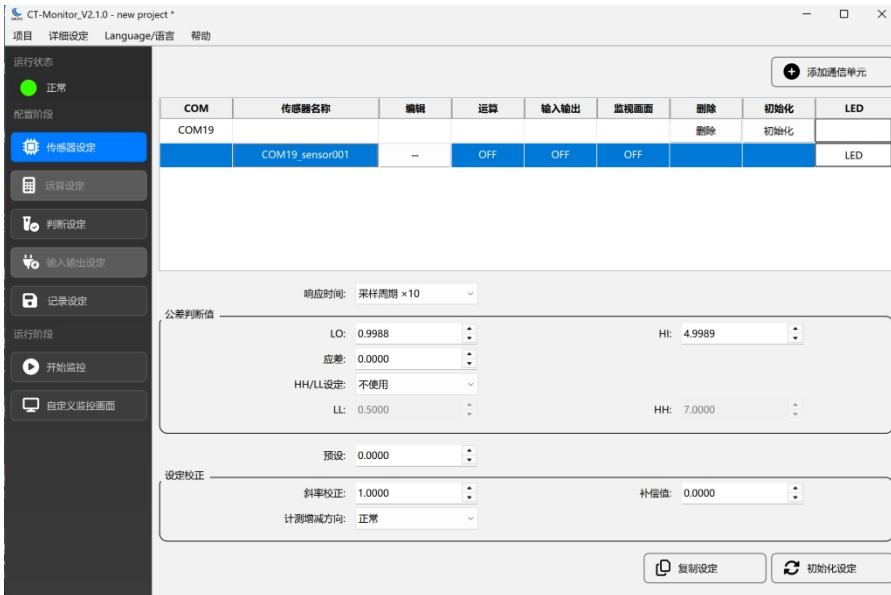 CT-Monitor_V2.1.0 - new project *
项目 详细设定 Language/语言 帮助
运行状态
正常
配置阶段
传感器设定
运算设定
判断设定
输入输出设定
记录设定
运行阶段
开始监控
自定义监控画面
添加通信单元
COM 传感器名称 编辑 运算 输入输出 监视画面 删除 初始化 LED
COM19 删除 初始化
COM19_sensor001 -- OFF OFF OFF LED
响应时间: 采样周期 ×10
公差判断值
LO: 0.9988 HI: 4.9989
应差: 0.0000
HH/LL设定: 不使用
LL: 0.5000 HH: 7.0000
预设: 0.0000
设定校正
斜率校正: 1.0000 补偿值: 0.0000
计测增减方向: 正常
复制设定 初始化设定